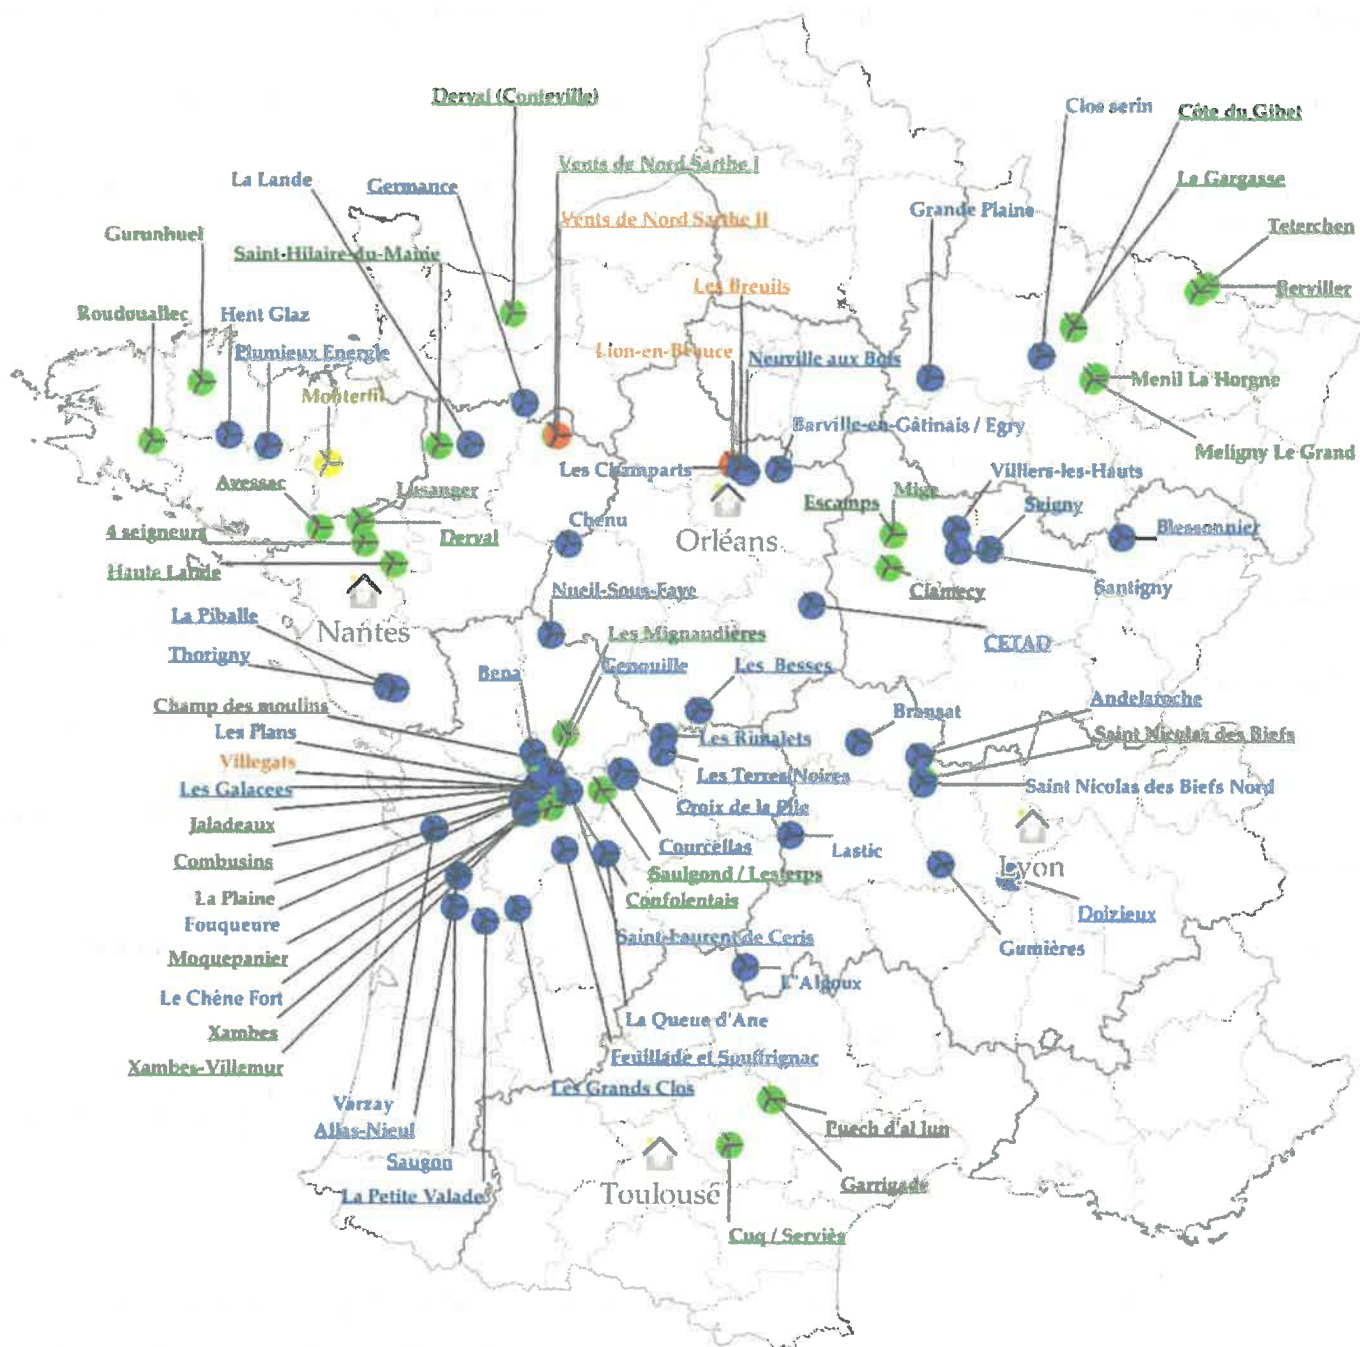 Derval (Conteville)
Clos serin
Côte du Gibet
Vents de Nord Sarthe I
La Lande
Germance
La Gargasse
Grande Plaine
Vents de Nord Sarthe II
Teterchen
Gurunhuel
Saint-Hilaire-du-Maine
Les Breuils
Berviller
Roudouallec
Hent Glaz
Plumieux Energie
Lion-en-Beauce
Neuville aux Bois
Menil La Horgne
Monterfil
Barville-en-Gâtinais / Egry
Meligny Le Grand
Les Champarts
Villiers-les-Hauts
Avessac
Lusanger
Escamps
Migé
Seigny
Chenu
Blessonnier
4 seigneurs
Derval
Orléans
Haute Lande
Clamecy
Santigny
Nueil-Sous-Faye
La Piballe
Nantes
Les Mignaudières
CETAD
Thorigny
Bena
Genouille
Les Besses
Andelaroche
Champ des moulins
Bransat
Les Plans
Les Rimalets
Saint Nicolas des Biefs
Villegats
Les Terres Noires
Les Galacees
Saint Nicolas des Biefs Nord
Croix de la Pile
Jaladeaux
Courcellas
Lastic
Combusins
Lyon
Saulgond / Lesterps
La Plaine
Confolentais
Doizieux
Fouqueure
Saint-Laurent de Ceris
Gumières
Moquepanier
L'Algoux
Le Chêne Fort
La Queue d'Ane
Xambes
Feuillade et Souffrignac
Xambes-Villemur
Les Grands Clos
Varzay
Allas-Nieul
Puech d'al lun
Saugon
Toulouse
Garrigade
La Petite Valade
Cuq / Serviès